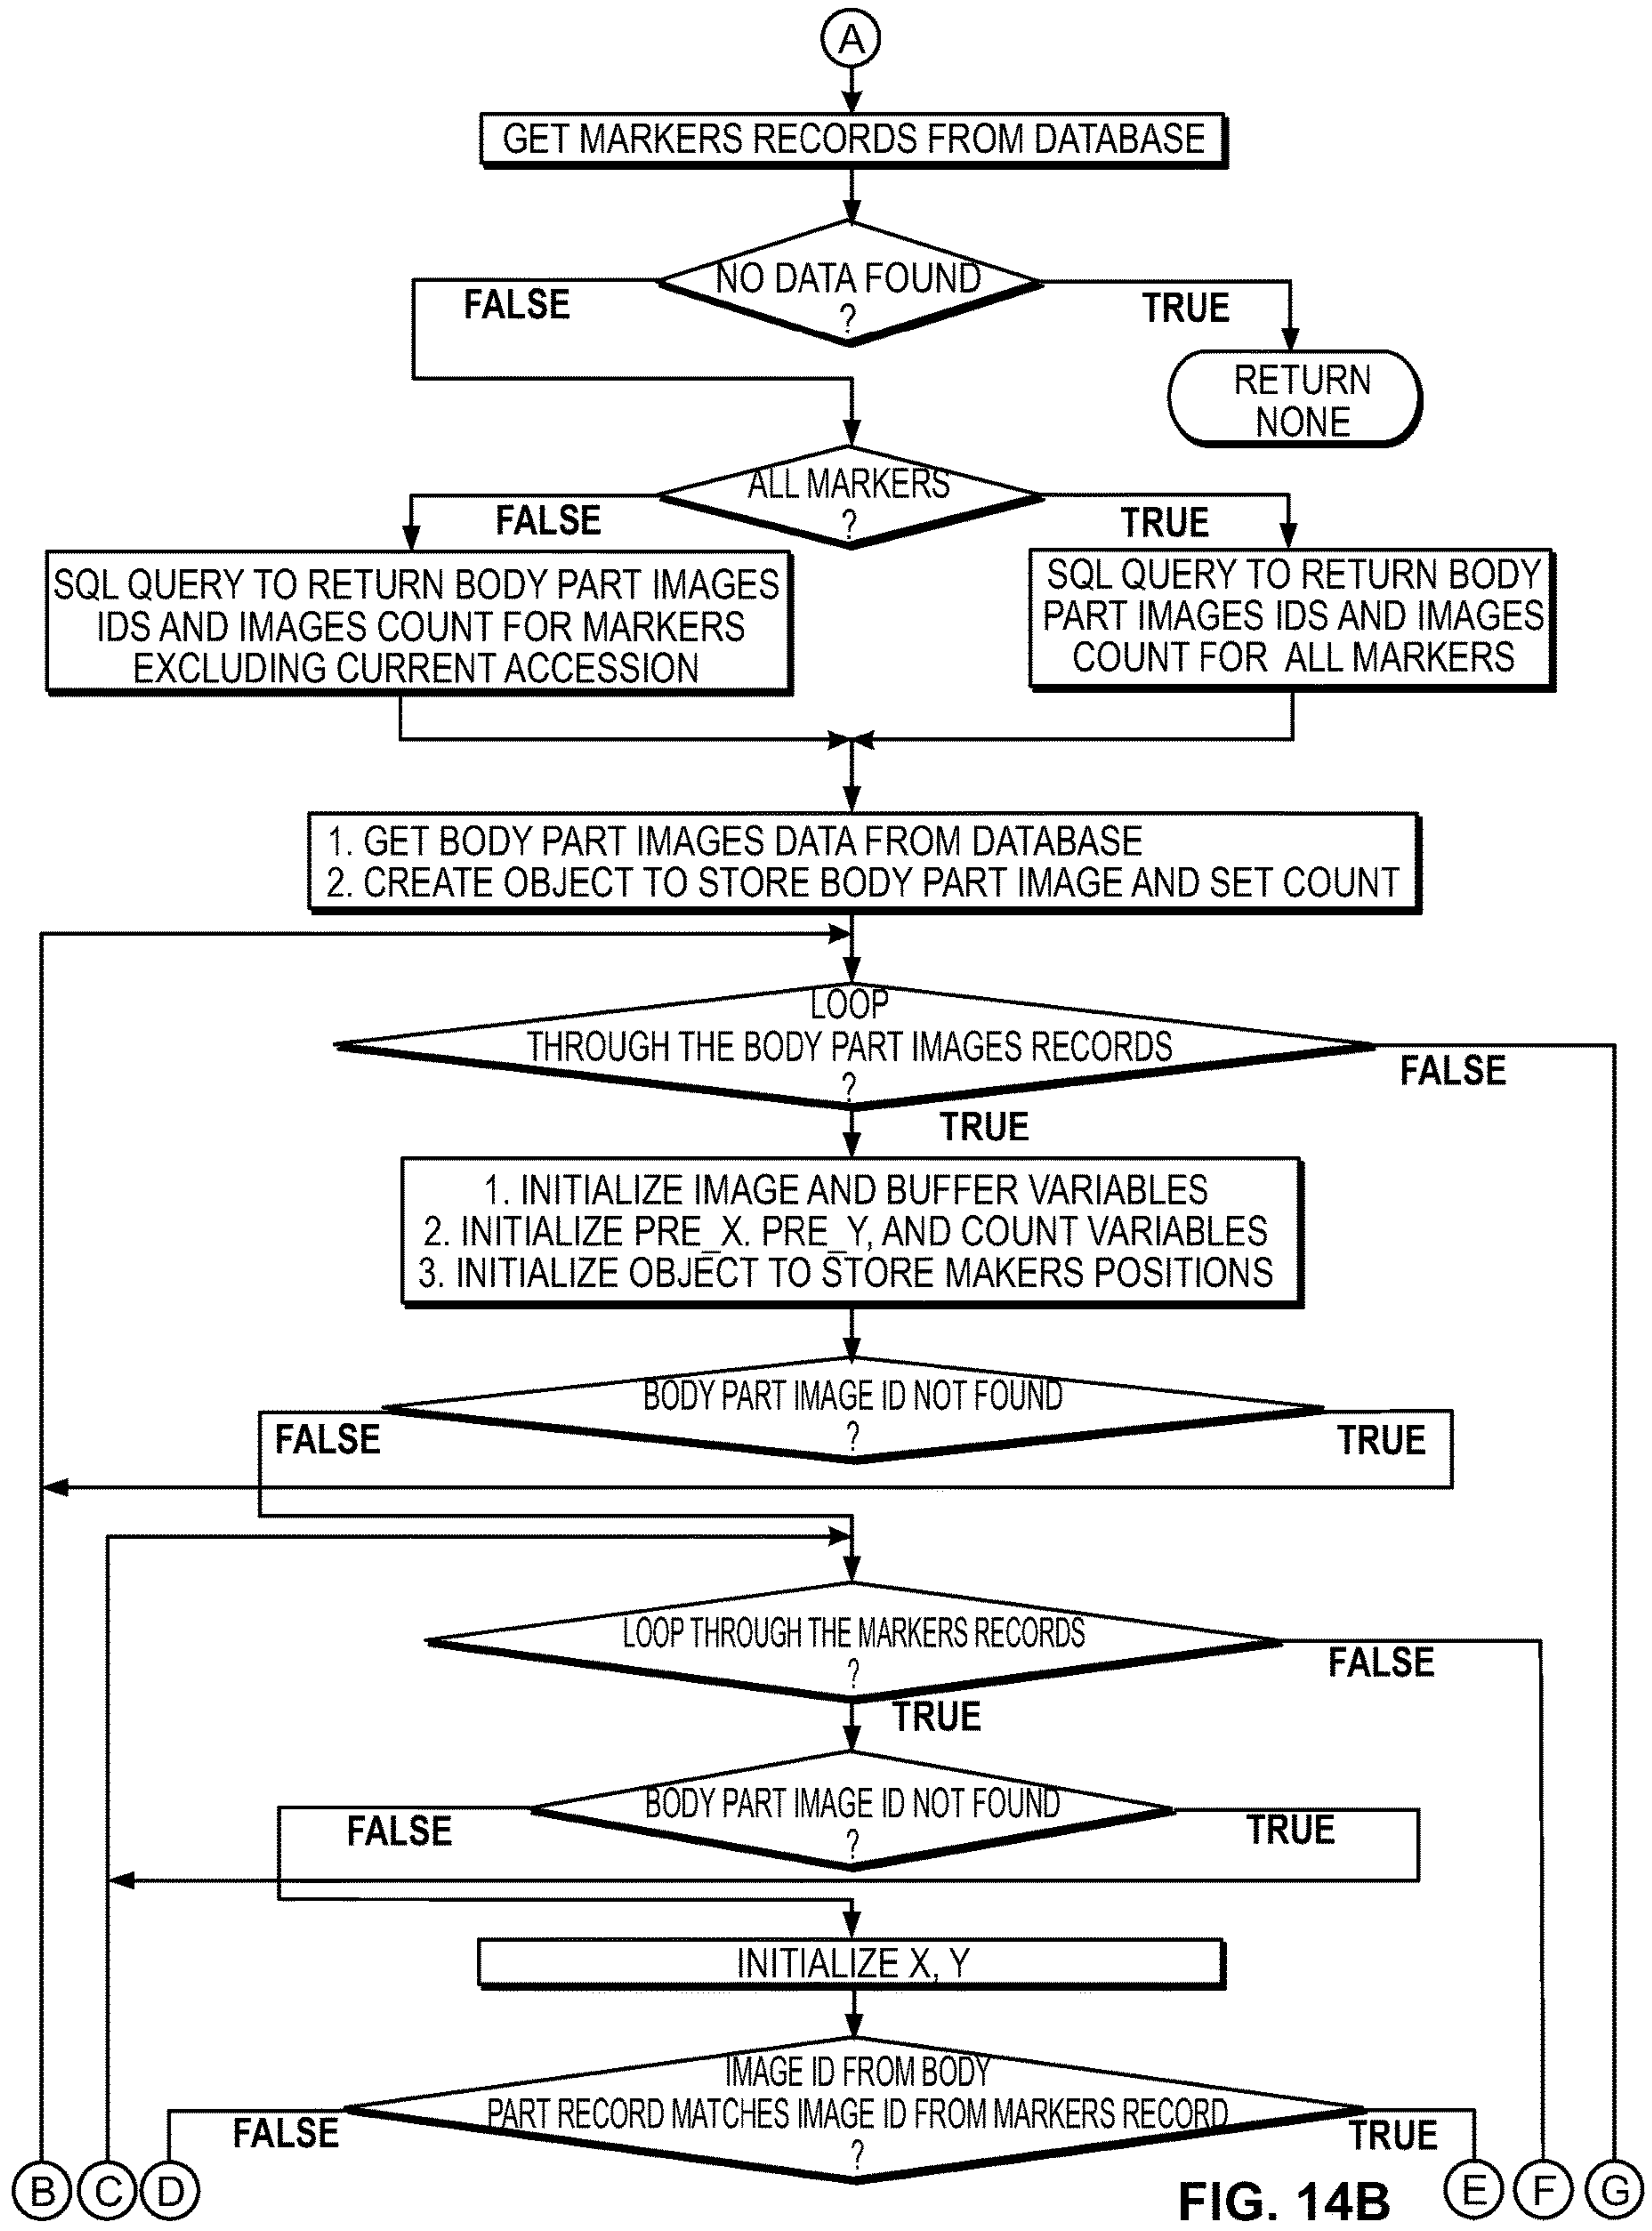 A
GET MARKERS RECORDS FROM DATABASE
NO DATA FOUND
?
FALSE
TRUE
RETURN
NONE
ALL MARKERS
?
FALSE
TRUE
SQL QUERY TO RETURN BODY PART IMAGES
IDS AND IMAGES COUNT FOR MARKERS
EXCLUDING CURRENT ACCESSION
SQL QUERY TO RETURN BODY
PART IMAGES IDS AND IMAGES
COUNT FOR ALL MARKERS
1. GET BODY PART IMAGES DATA FROM DATABASE
2. CREATE OBJECT TO STORE BODY PART IMAGE AND SET COUNT
LOOP
THROUGH THE BODY PART IMAGES RECORDS
?
FALSE
TRUE
1. INITIALIZE IMAGE AND BUFFER VARIABLES
2. INITIALIZE PRE_X. PRE_Y, AND COUNT VARIABLES
3. INITIALIZE OBJECT TO STORE MAKERS POSITIONS
BODY PART IMAGE ID NOT FOUND
?
FALSE
TRUE
LOOP THROUGH THE MARKERS RECORDS
?
FALSE
TRUE
BODY PART IMAGE ID NOT FOUND
?
FALSE
TRUE
INITIALIZE X, Y
IMAGE ID FROM BODY
PART RECORD MATCHES IMAGE ID FROM MARKERS RECORD
?
FALSE
TRUE
B C D
E F G
FIG. 14B